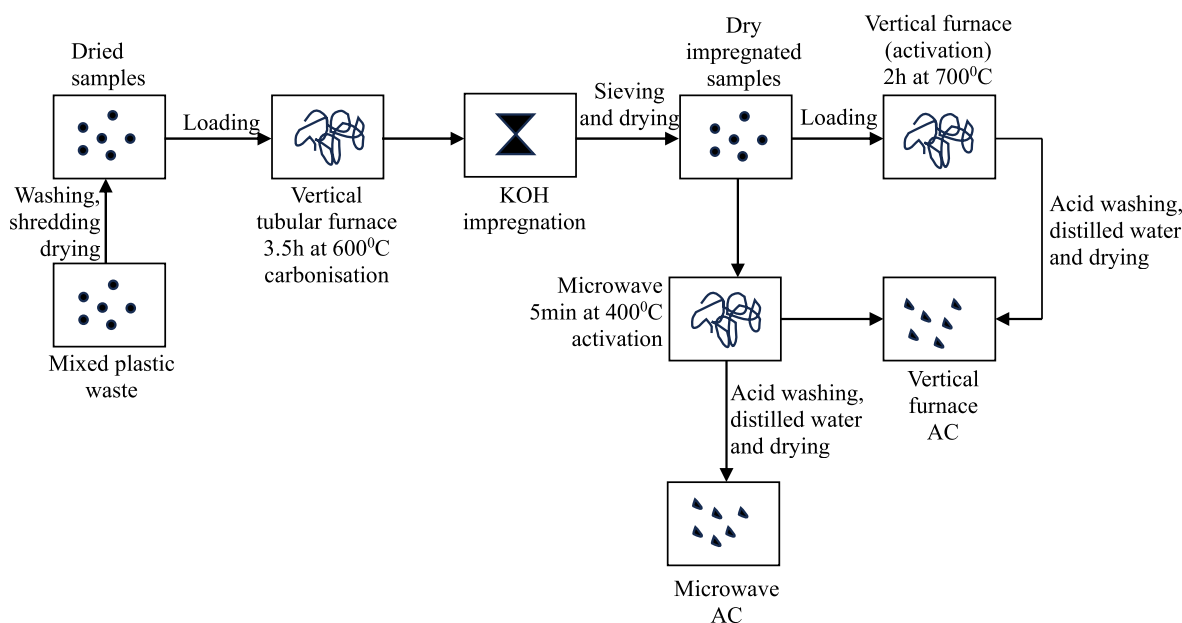 Dried
samples
Loading
Washing,
shredding
drying
Mixed plastic
waste
Vertical
tubular furnace
3.5h at 600⁰C
carbonisation
KOH
impregnation
Sieving
and drying
Dry
impregnated
samples
Loading
Vertical furnace
(activation)
2h at 700⁰C
Acid washing,
distilled water
and drying
Microwave
5min at 400⁰C
activation
Vertical
furnace
AC
Acid washing,
distilled water
and drying
Microwave
AC